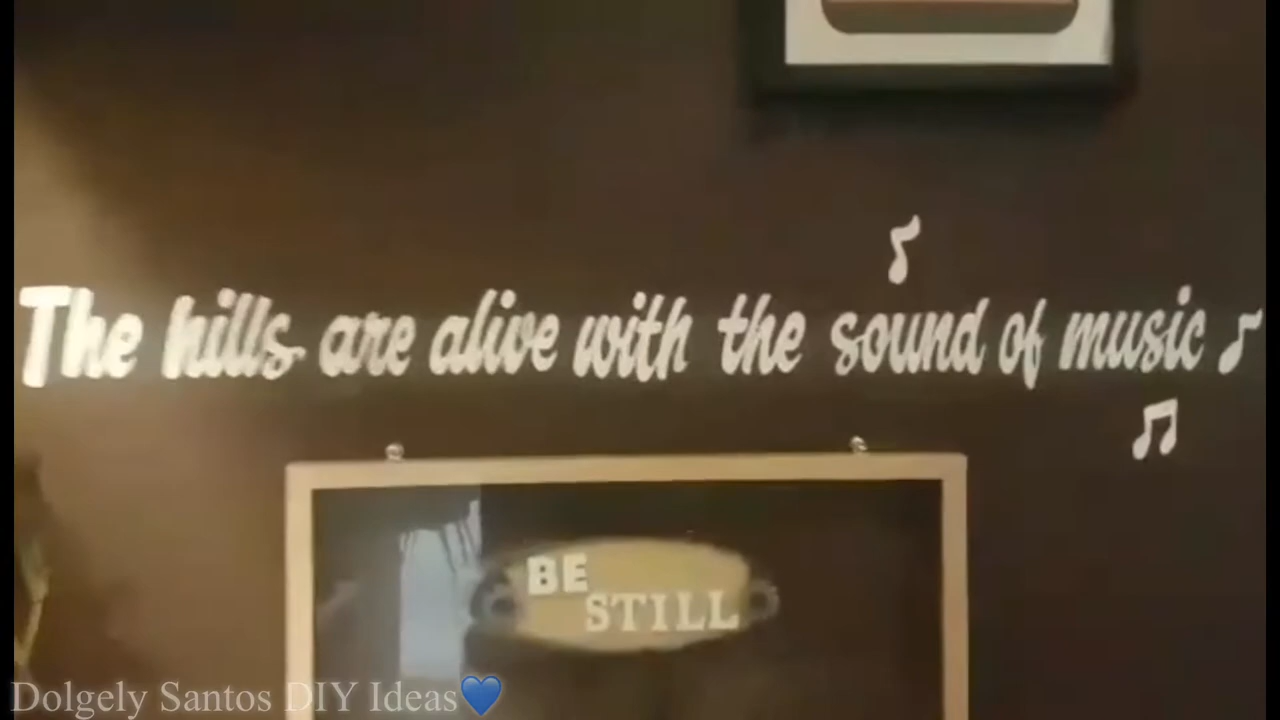 The hills are alive with the sound of music
BE
STILL
Dolgely Santos DIY Ideas💙